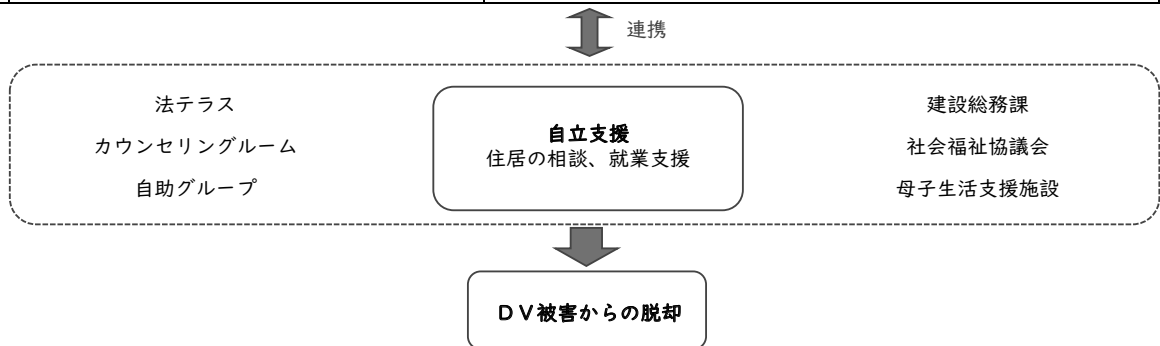 連携
法テラス
カウンセリングルーム
自助グループ
自立支援
住居の相談、就業支援
建設総務課
社会福祉協議会
母子生活支援施設
ＤＶ被害からの脱却